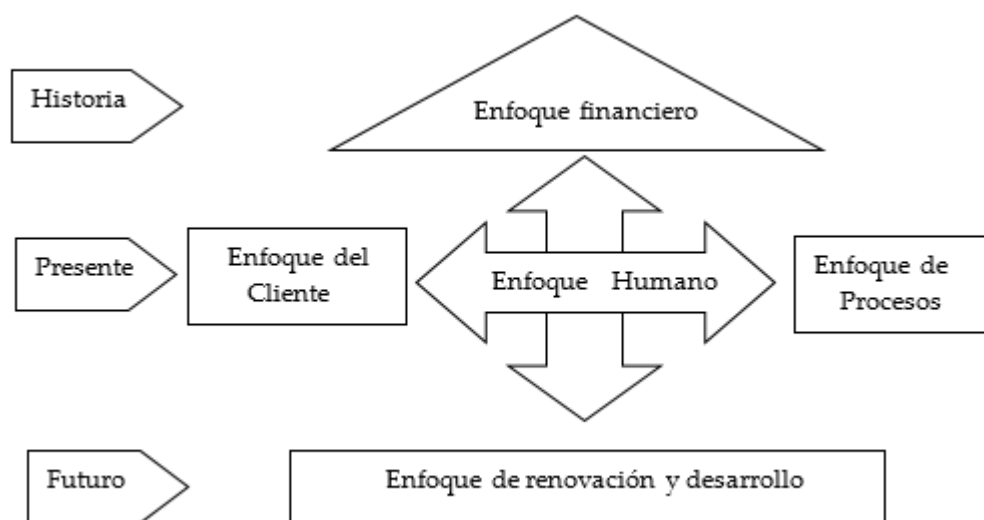 Historia
Enfoque financiero
Presente
Enfoque del
Cliente
Enfoque Humano
Enfoque de
Procesos
Futuro
Enfoque de renovación y desarrollo